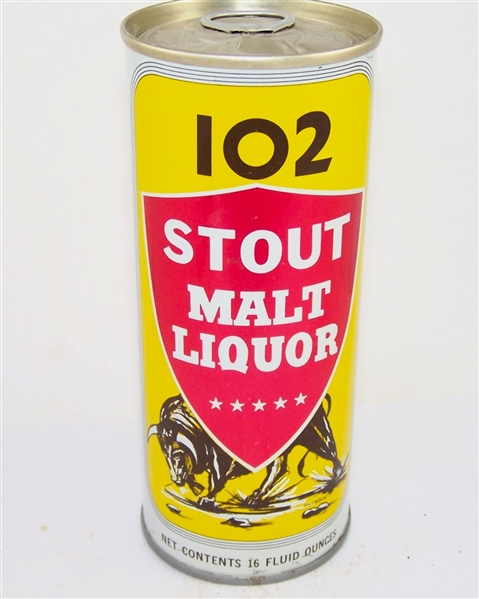 102
STOUT
MALT
LIQUOR
NET CONTENTS 16 FLUID OUNCES